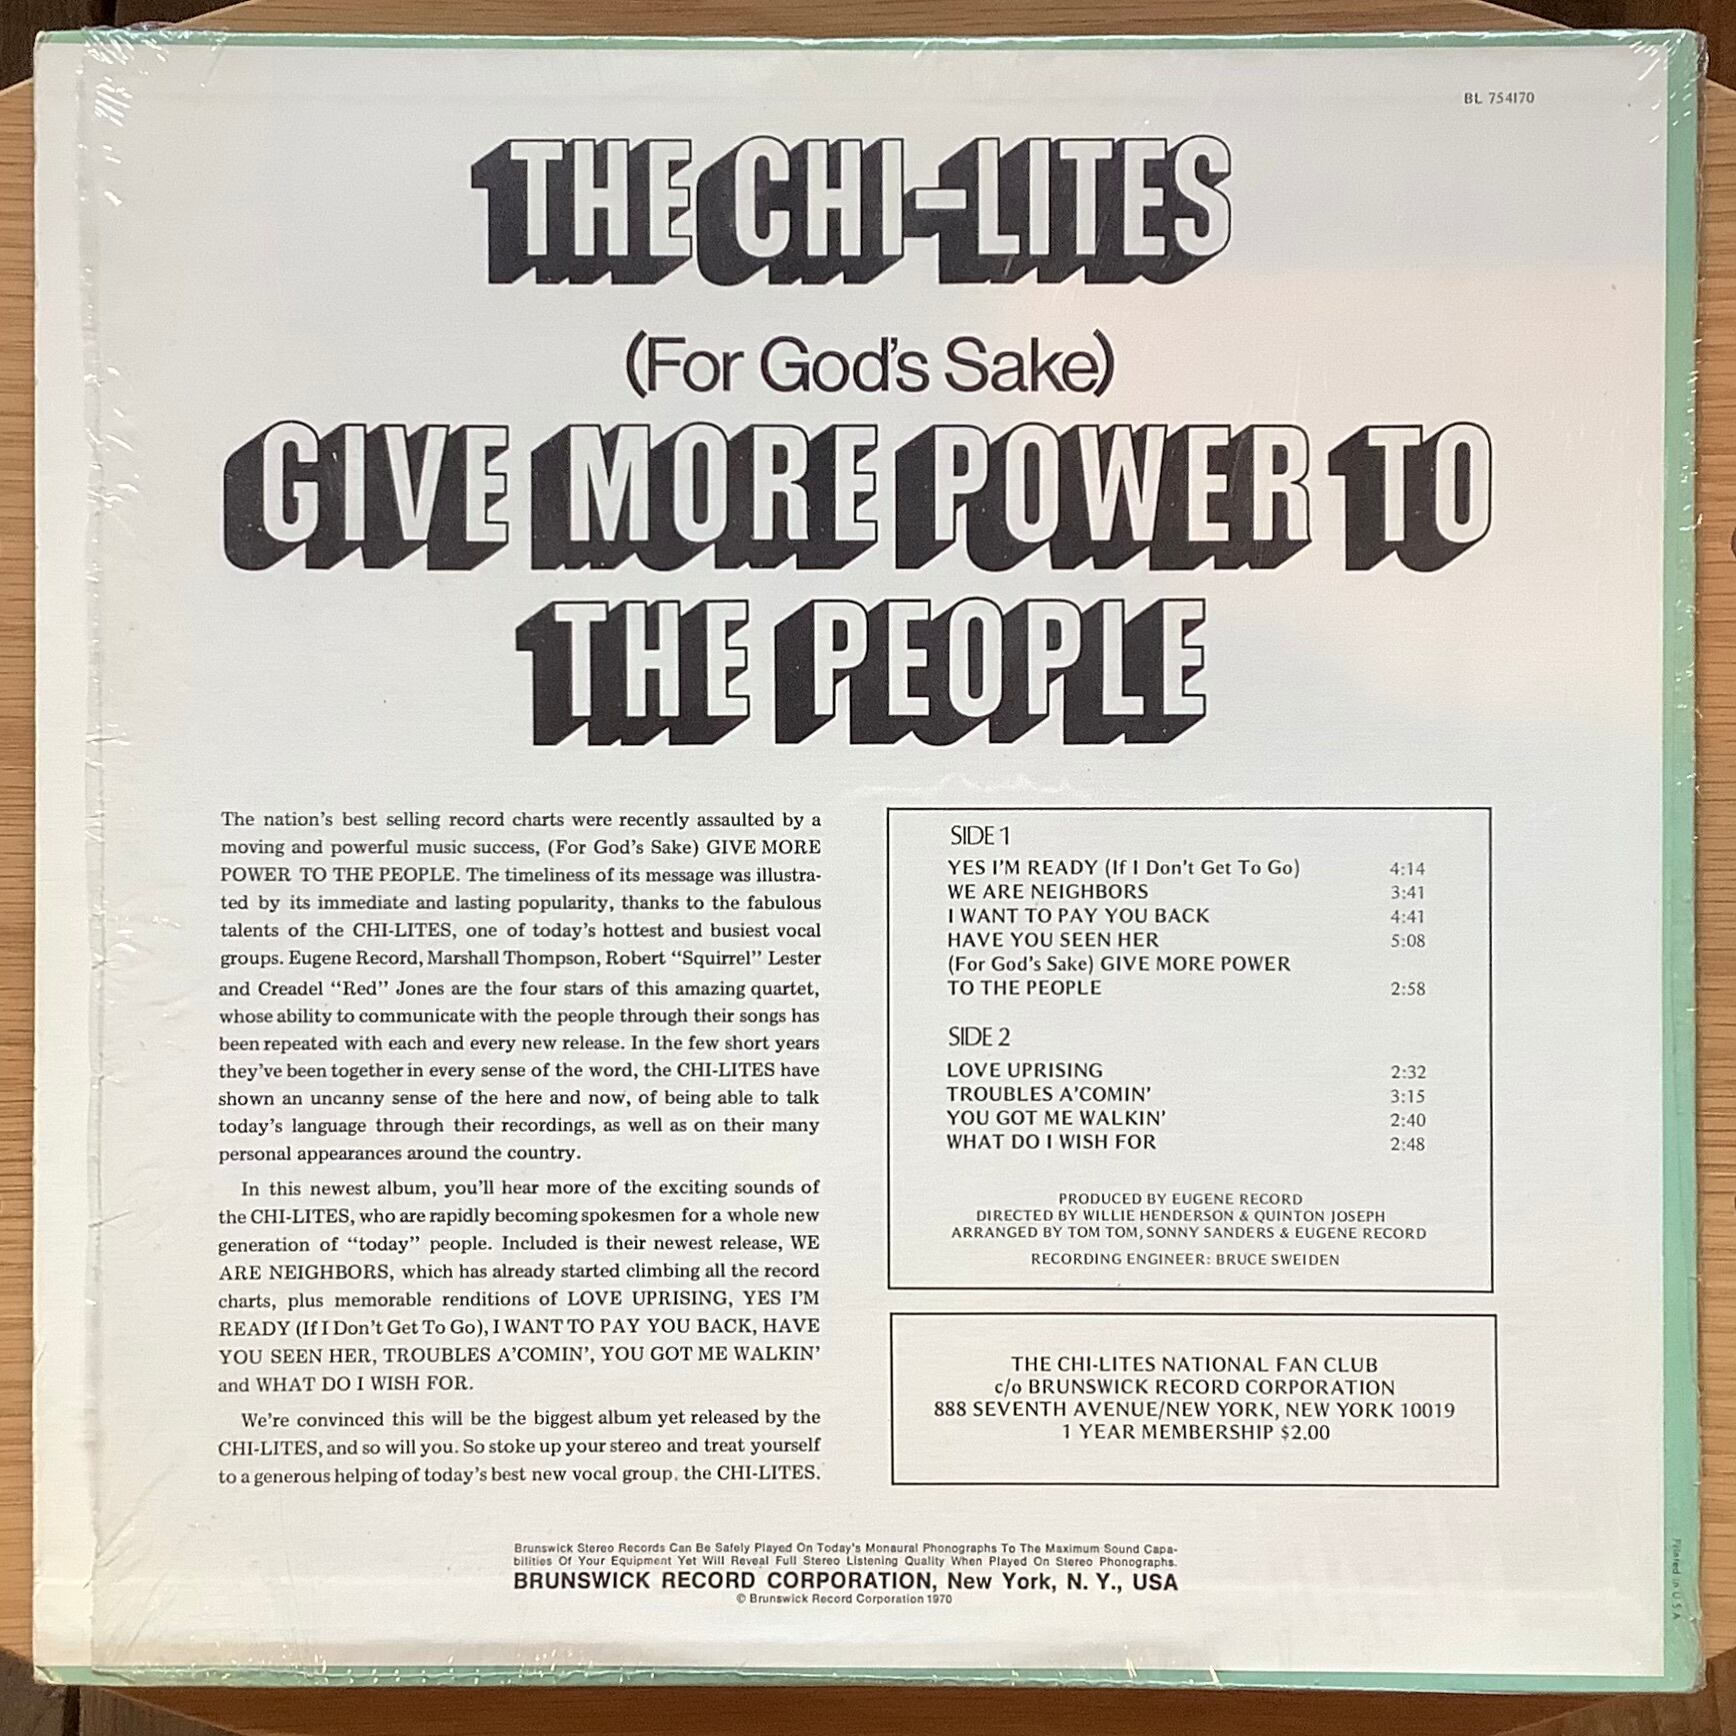 BL 754170
THE CHI-LITES
(For God's Sake)
GIVE MORE POWER TO
THE PEOPLE
The nation's best selling record charts were recently assaulted by a
moving and powerful music success, (For God's Sake) GIVE MORE
POWER TO THE PEOPLE. The timeliness of its message was illustra-
ted by its immediate and lasting popularity, thanks to the fabulous
talents of the CHI-LITES, one of today's hottest and busiest vocal
groups. Eugene Record, Marshall Thompson, Robert "Squirrel" Lester
and Creadel "Red" Jones are the four stars of this amazing quartet,
whose ability to communicate with the people through their songs has
been repeated with each and every new release. In the few short years
they've been together in every sense of the word, the CHI-LITES have
shown an uncanny sense of the here and now, of being able to talk
today's language through their recordings, as well as on their many
personal appearances around the country.
In this newest album, you'll hear more of the exciting sounds of
the CHI-LITES, who are rapidly becoming spokesmen for a whole new
generation of "today" people. Included is their newest release, WE
ARE NEIGHBORS, which has already started climbing all the record
charts, plus memorable renditions of LOVE UPRISING, YES I'M
READY (If I Don't Get To Go), I WANT TO PAY YOU BACK, HAVE
YOU SEEN HER, TROUBLES A'COMIN', YOU GOT ME WALKIN'
and WHAT DO I WISH FOR.
We're convinced this will be the biggest album yet released by the
CHI-LITES, and so will you. So stoke up your stereo and treat yourself
to a generous helping of today's best new vocal group, the CHI-LITES.
SIDE 1
YES I'M READY (If I Don't Get To Go) 4:14
WE ARE NEIGHBORS 3:41
I WANT TO PAY YOU BACK 4:41
HAVE YOU SEEN HER 5:08
(For God's Sake) GIVE MORE POWER
TO THE PEOPLE 2:58
SIDE 2
LOVE UPRISING 2:32
TROUBLES A'COMIN' 3:15
YOU GOT ME WALKIN' 2:40
WHAT DO I WISH FOR 2:48
PRODUCED BY EUGENE RECORD
DIRECTED BY WILLIE HENDERSON & QUINTON JOSEPH
ARRANGED BY TOM TOM, SONNY SANDERS & EUGENE RECORD
RECORDING ENGINEER: BRUCE SWEIDEN
THE CHI-LITES NATIONAL FAN CLUB
c/o BRUNSWICK RECORD CORPORATION
888 SEVENTH AVENUE/NEW YORK, NEW YORK 10019
1 YEAR MEMBERSHIP $2.00
Brunswick Stereo Records Can Be Safely Played On Today's Monaural Phonographs To The Maximum Sound Capa-
bilities Of Your Equipment Yet Will Reveal Full Stereo Listening Quality When Played On Stereo Phonographs.
BRUNSWICK RECORD CORPORATION, New York, N. Y., USA
© Brunswick Record Corporation 1970
Printed in U S A